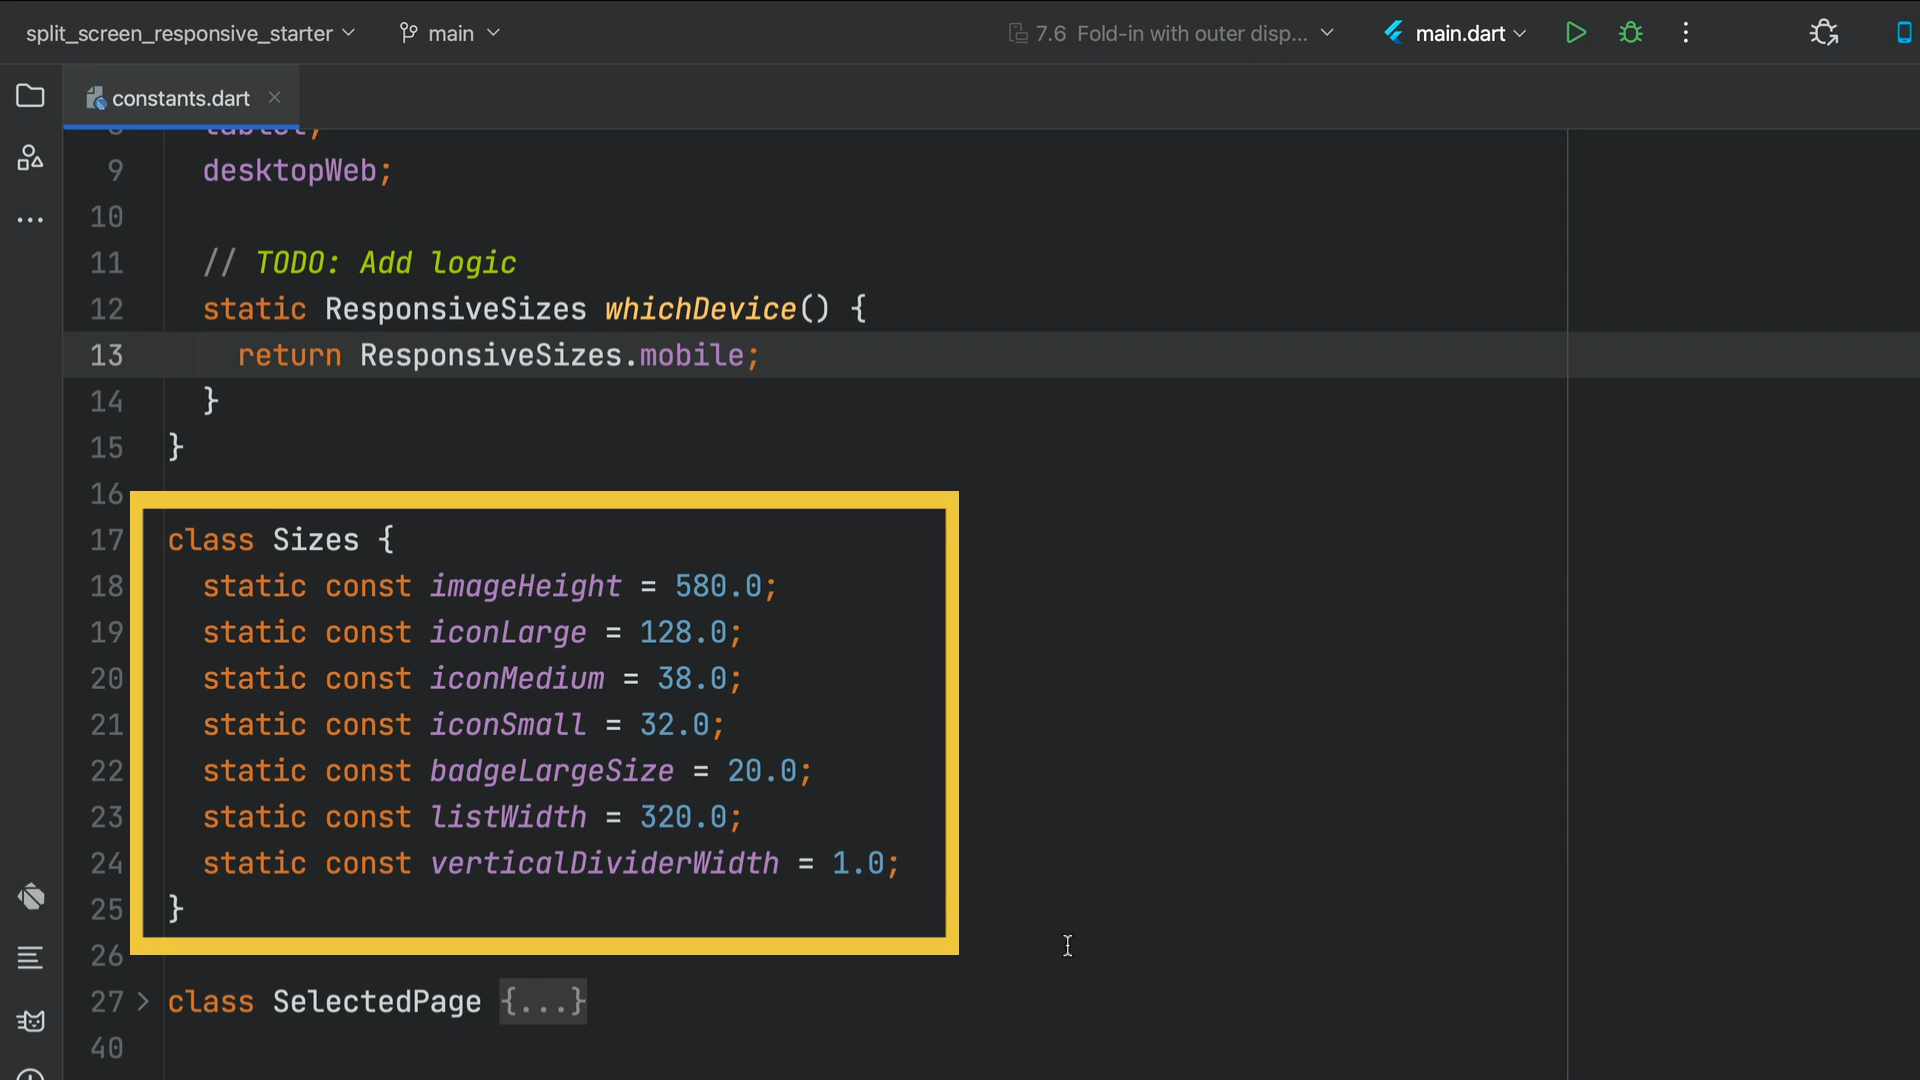 split_screen_responsive_starter
main
7.6 Fold-in with outer disp...
main.dart
constants.dart
9 desktopWeb;
10
11 // TODO: Add logic
12 static ResponsiveSizes whichDevice() {
13 return ResponsiveSizes.mobile;
14 }
15 }
16
17 class Sizes {
18 static const imageHeight = 580.0;
19 static const iconLarge = 128.0;
20 static const iconMedium = 38.0;
21 static const iconSmall = 32.0;
22 static const badgeLargeSize = 20.0;
23 static const listWidth = 320.0;
24 static const verticalDividerWidth = 1.0;
25 }
26
27 class SelectedPage {...}
40